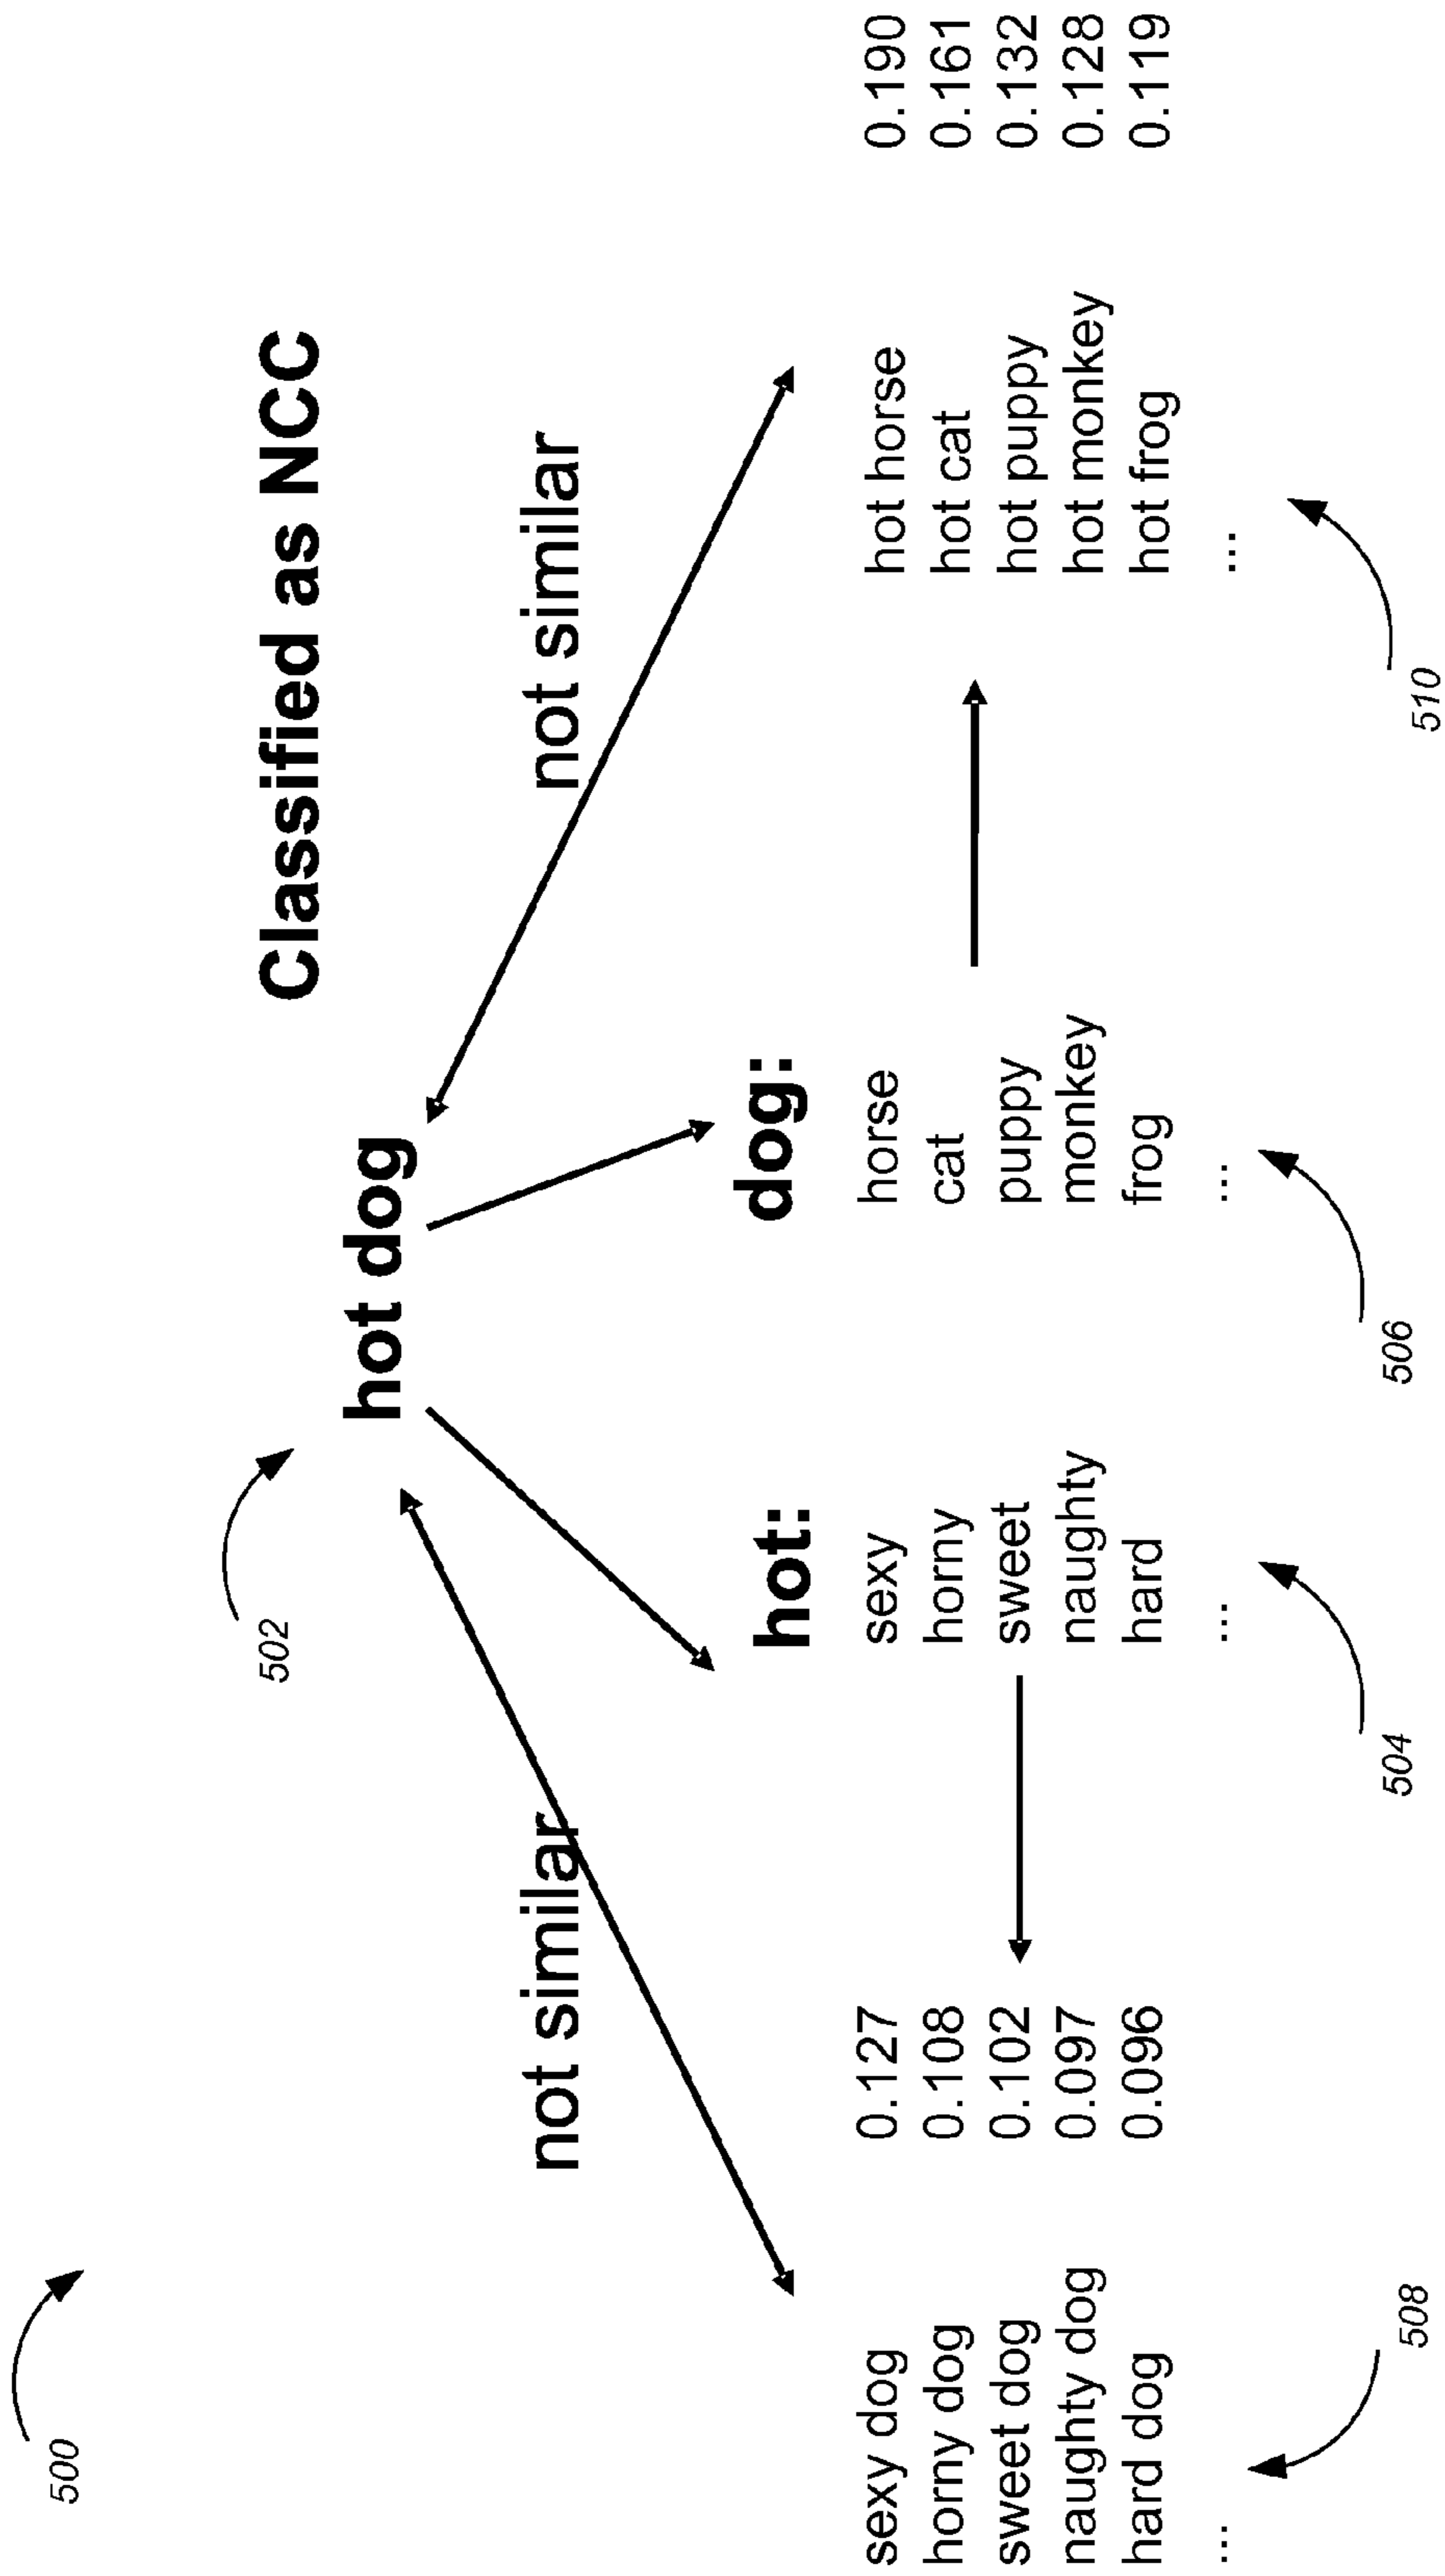 500
Classified as NCC
502
hot dog
not similar
not similar
hot:
dog:
sexy dog 0.127
horny dog 0.108
sweet dog 0.102
naughty dog 0.097
hard dog 0.096
...
sexy
horny
sweet
naughty
hard
...
horse
cat
puppy
monkey
frog
...
hot horse 0.190
hot cat 0.161
hot puppy 0.132
hot monkey 0.128
hot frog 0.119
...
508
504
506
510